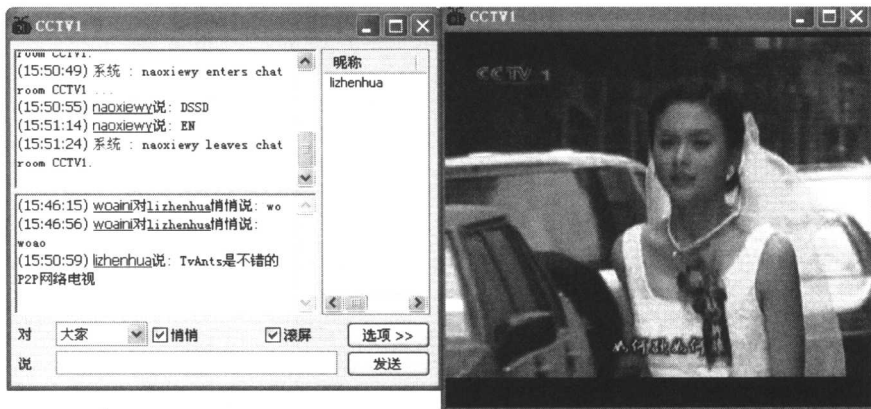 CCTV1
room CCTV1.
(15:50:49) 系统 : naoxiewy enters chat
room CCTV1 ...
(15:50:55) naoxiewy说: DSSD
(15:51:14) naoxiewy说: EN
(15:51:24) 系统 : naoxiewy leaves chat
room CCTV1.
(15:46:15) woaini对lizhenhua悄悄说: wo
(15:46:56) woaini对lizhenhua悄悄说:
woao
(15:50:59) lizhenhua说: TvAnts是不错的
P2P网络电视
昵称
lizhenhua
对 大家 悄悄 滚屏 选项 >>
说 发送
CCTV1
CCTV 1
为何